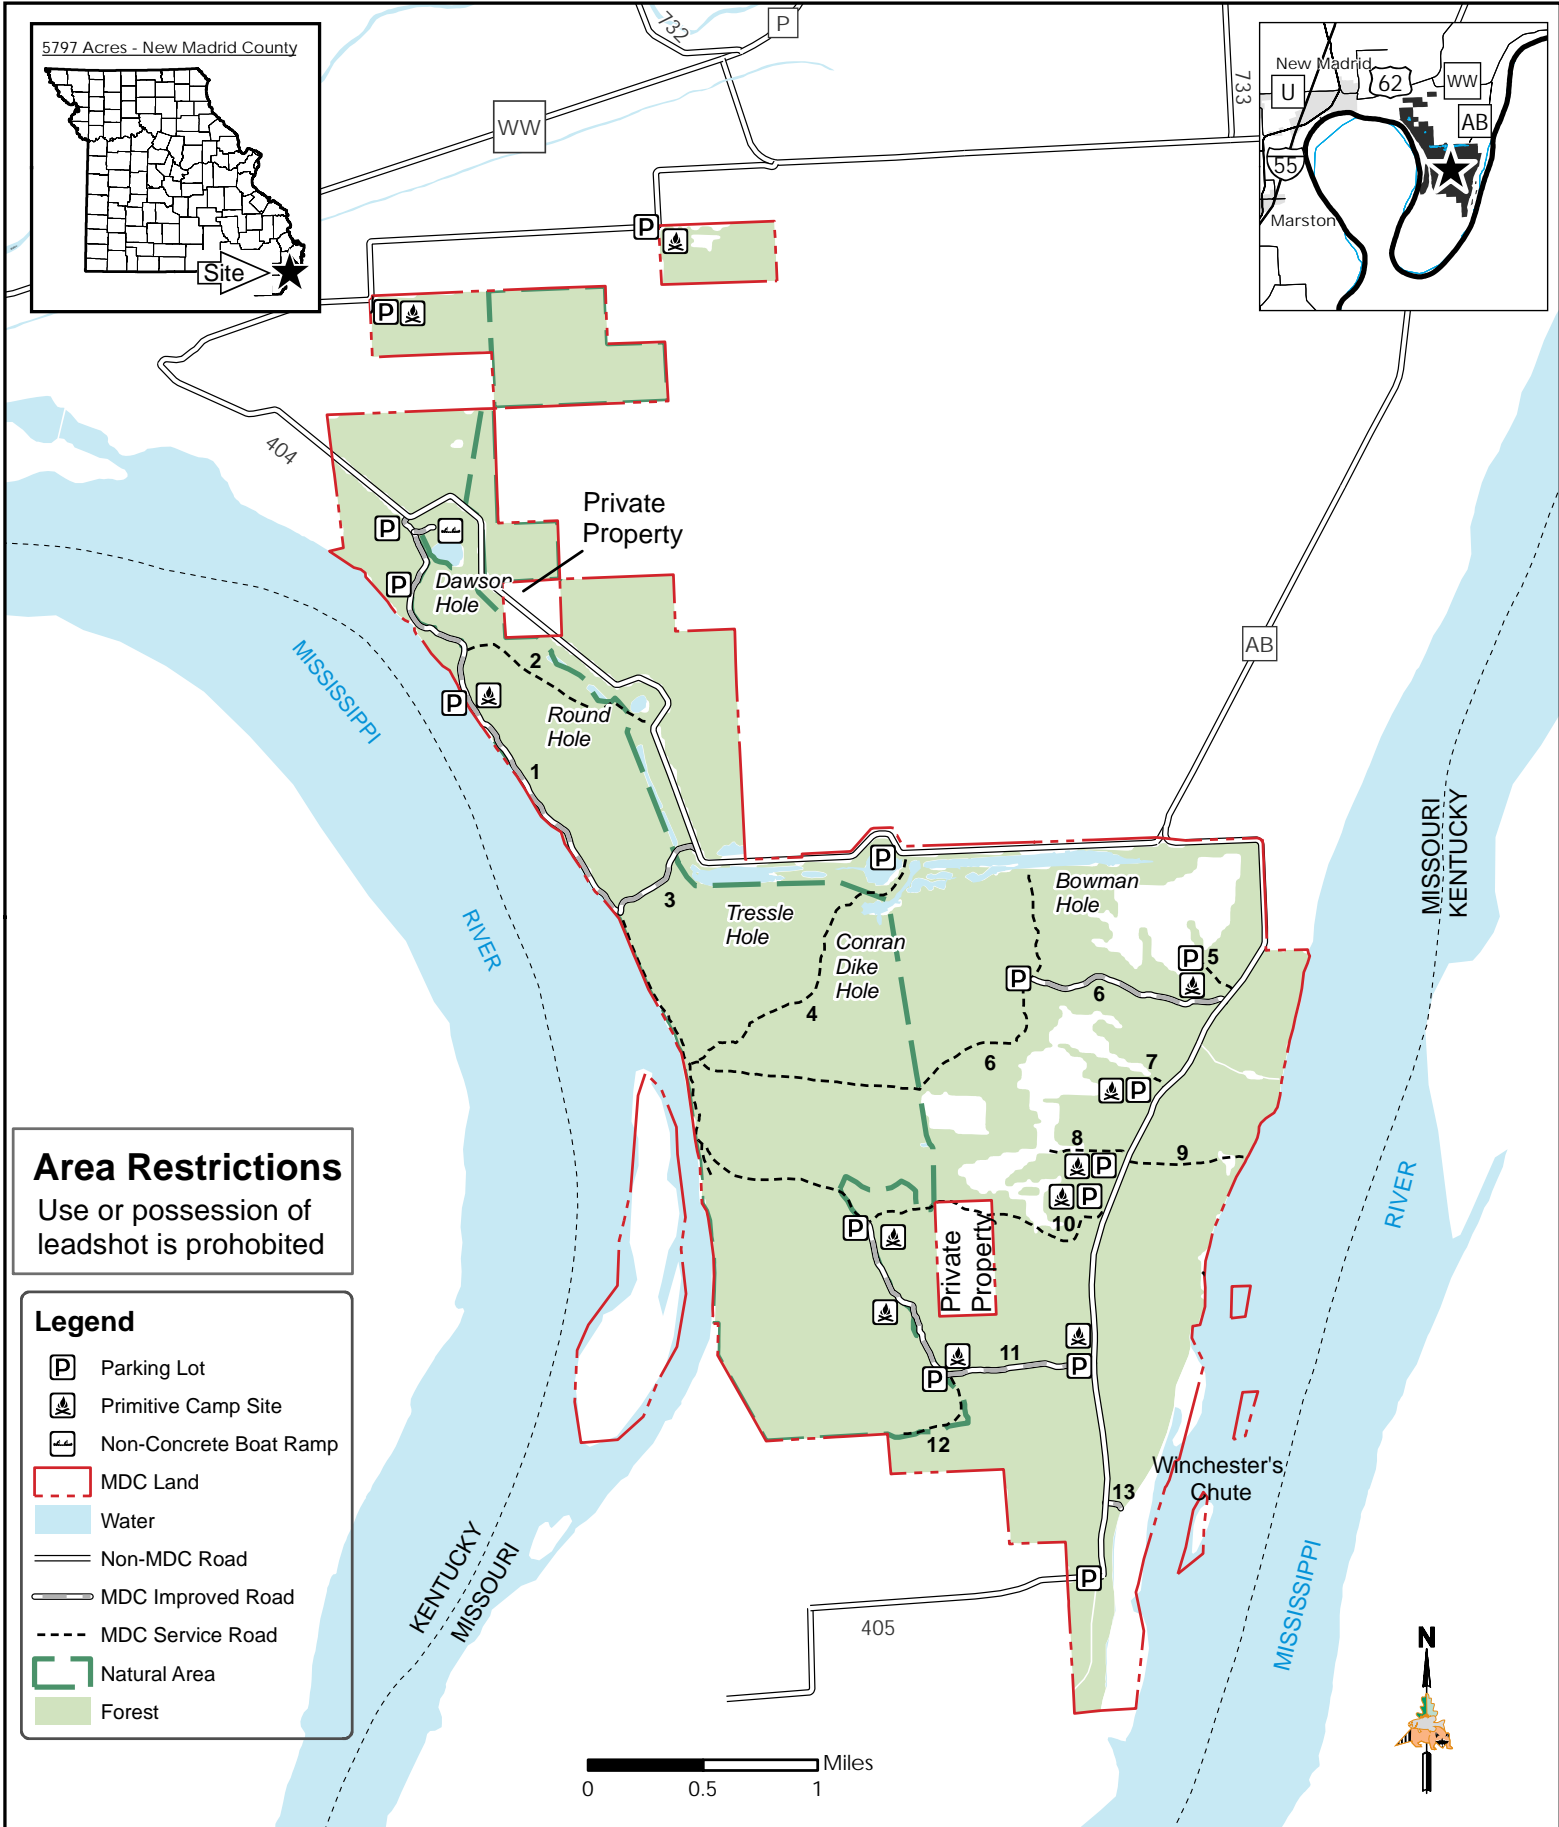 5797 Acres - New Madrid County
Site
732
P
WW
733
New Madrid
U
62
WW
AB
55
Marston
P
P
404
Private
Property
P
P
Dawson
Hole
2
P
Round
Hole
1
MISSISSIPPI
RIVER
AB
MISSOURI
KENTUCKY
3
P
Tressle
Hole
Conran
Dike
Hole
Bowman
Hole
P
5
P
6
4
6
7
P
8
P
9
P
10
P
Private
Property
11
P
P
12
13
Winchester's
Chute
P
405
RIVER
MISSISSIPPI
KENTUCKY
MISSOURI
Area Restrictions
Use or possession of
leadshot is prohobited
Legend
P Parking Lot
Primitive Camp Site
Non-Concrete Boat Ramp
MDC Land
Water
Non-MDC Road
MDC Improved Road
MDC Service Road
Natural Area
Forest
Miles
0 0.5 1
N